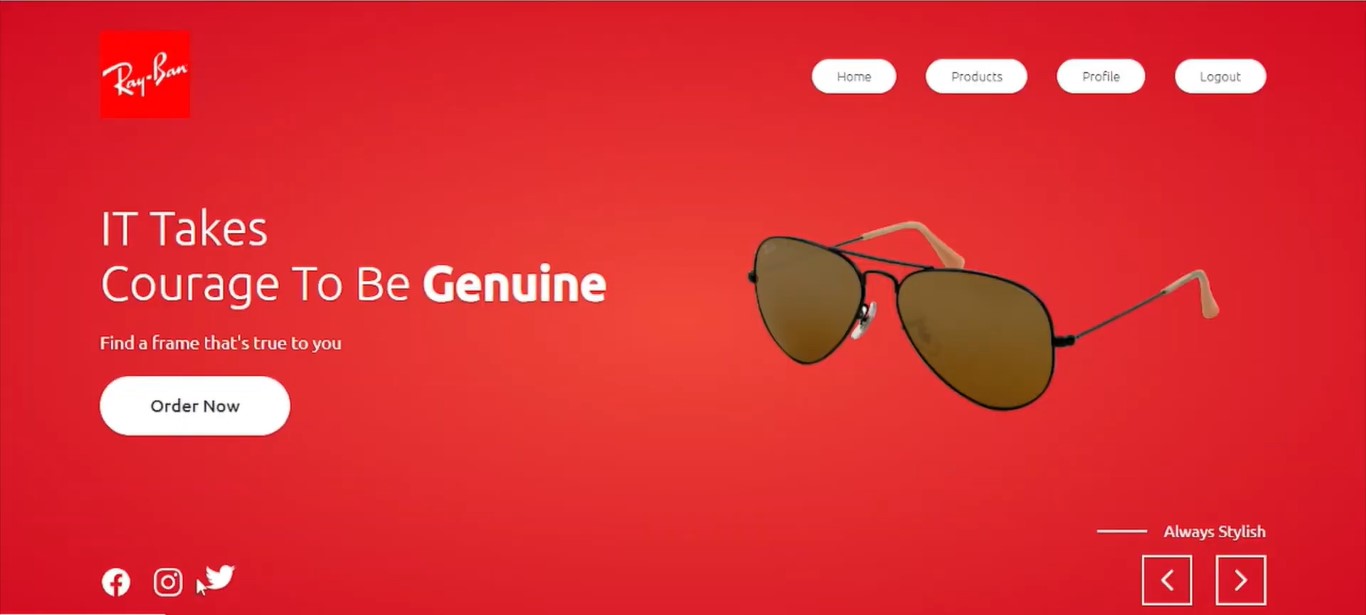 Ray-Ban
Home
Products
Profile
Logout
IT Takes
Courage To Be Genuine
Find a frame that's true to you
Order Now
Always Stylish